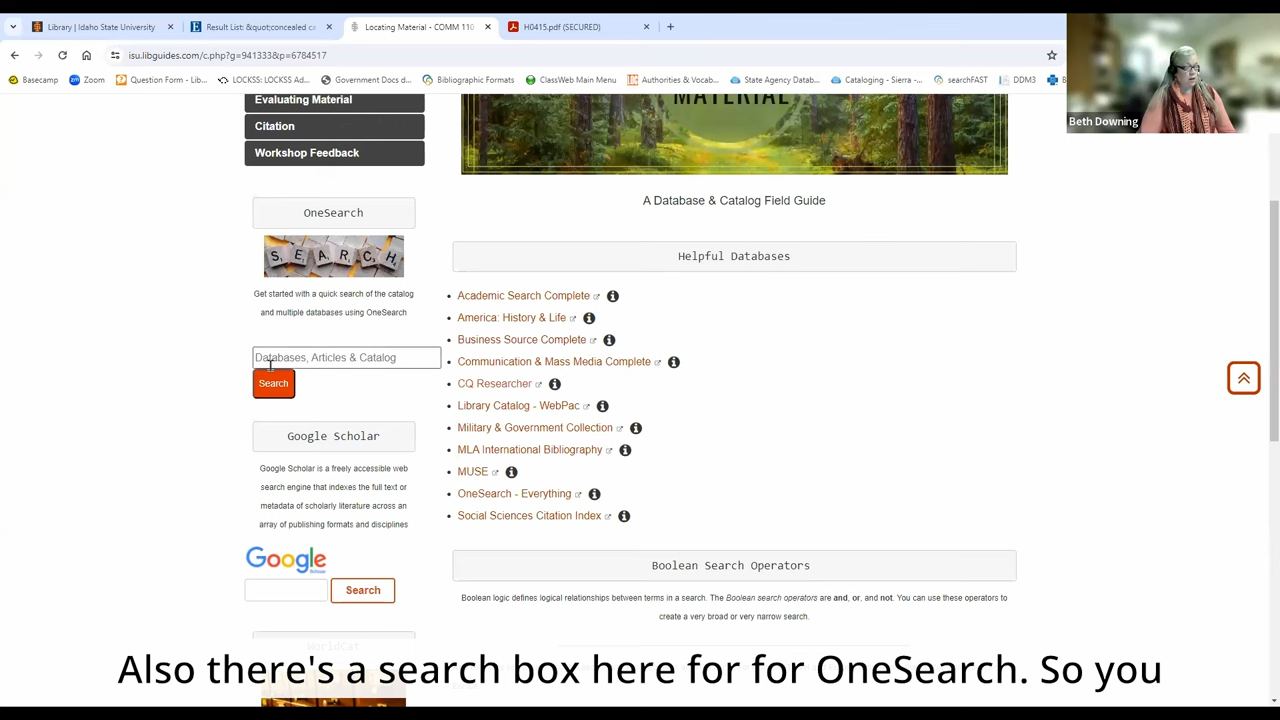 Library | Idaho State University
Result List: &quot;concealed ca
Locating Material - COMM 110
H0415.pdf (SECURED)
isu.libguides.com/c.php?g=941333&p=6784517
Basecamp
Zoom
Question Form - Lib...
LOCKSS: LOCKSS Ad...
Government Docs d...
Bibliographic Formats
ClassWeb Main Menu
Authorities & Vocab...
State Agency Datab...
Cataloging - Sierra -...
searchFAST
DDM3
Beth Downing
Evaluating Material
Citation
Workshop Feedback
OneSearch
SEARCH
Get started with a quick search of the catalog
and multiple databases using OneSearch
Databases, Articles & Catalog
Search
Google Scholar
Google Scholar is a freely accessible web
search engine that indexes the full text or
metadata of scholarly literature across an
array of publishing formats and disciplines
Google
Search
WorldCat
MATERIAL
A Database & Catalog Field Guide
Helpful Databases
Academic Search Complete
America: History & Life
Business Source Complete
Communication & Mass Media Complete
CQ Researcher
Library Catalog - WebPac
Military & Government Collection
MLA International Bibliography
MUSE
OneSearch - Everything
Social Sciences Citation Index
Boolean Search Operators
Boolean logic defines logical relationships between terms in a search. The Boolean search operators are and, or, and not. You can use these operators to
create a very broad or very narrow search.
Also there's a search box here for for OneSearch. So you